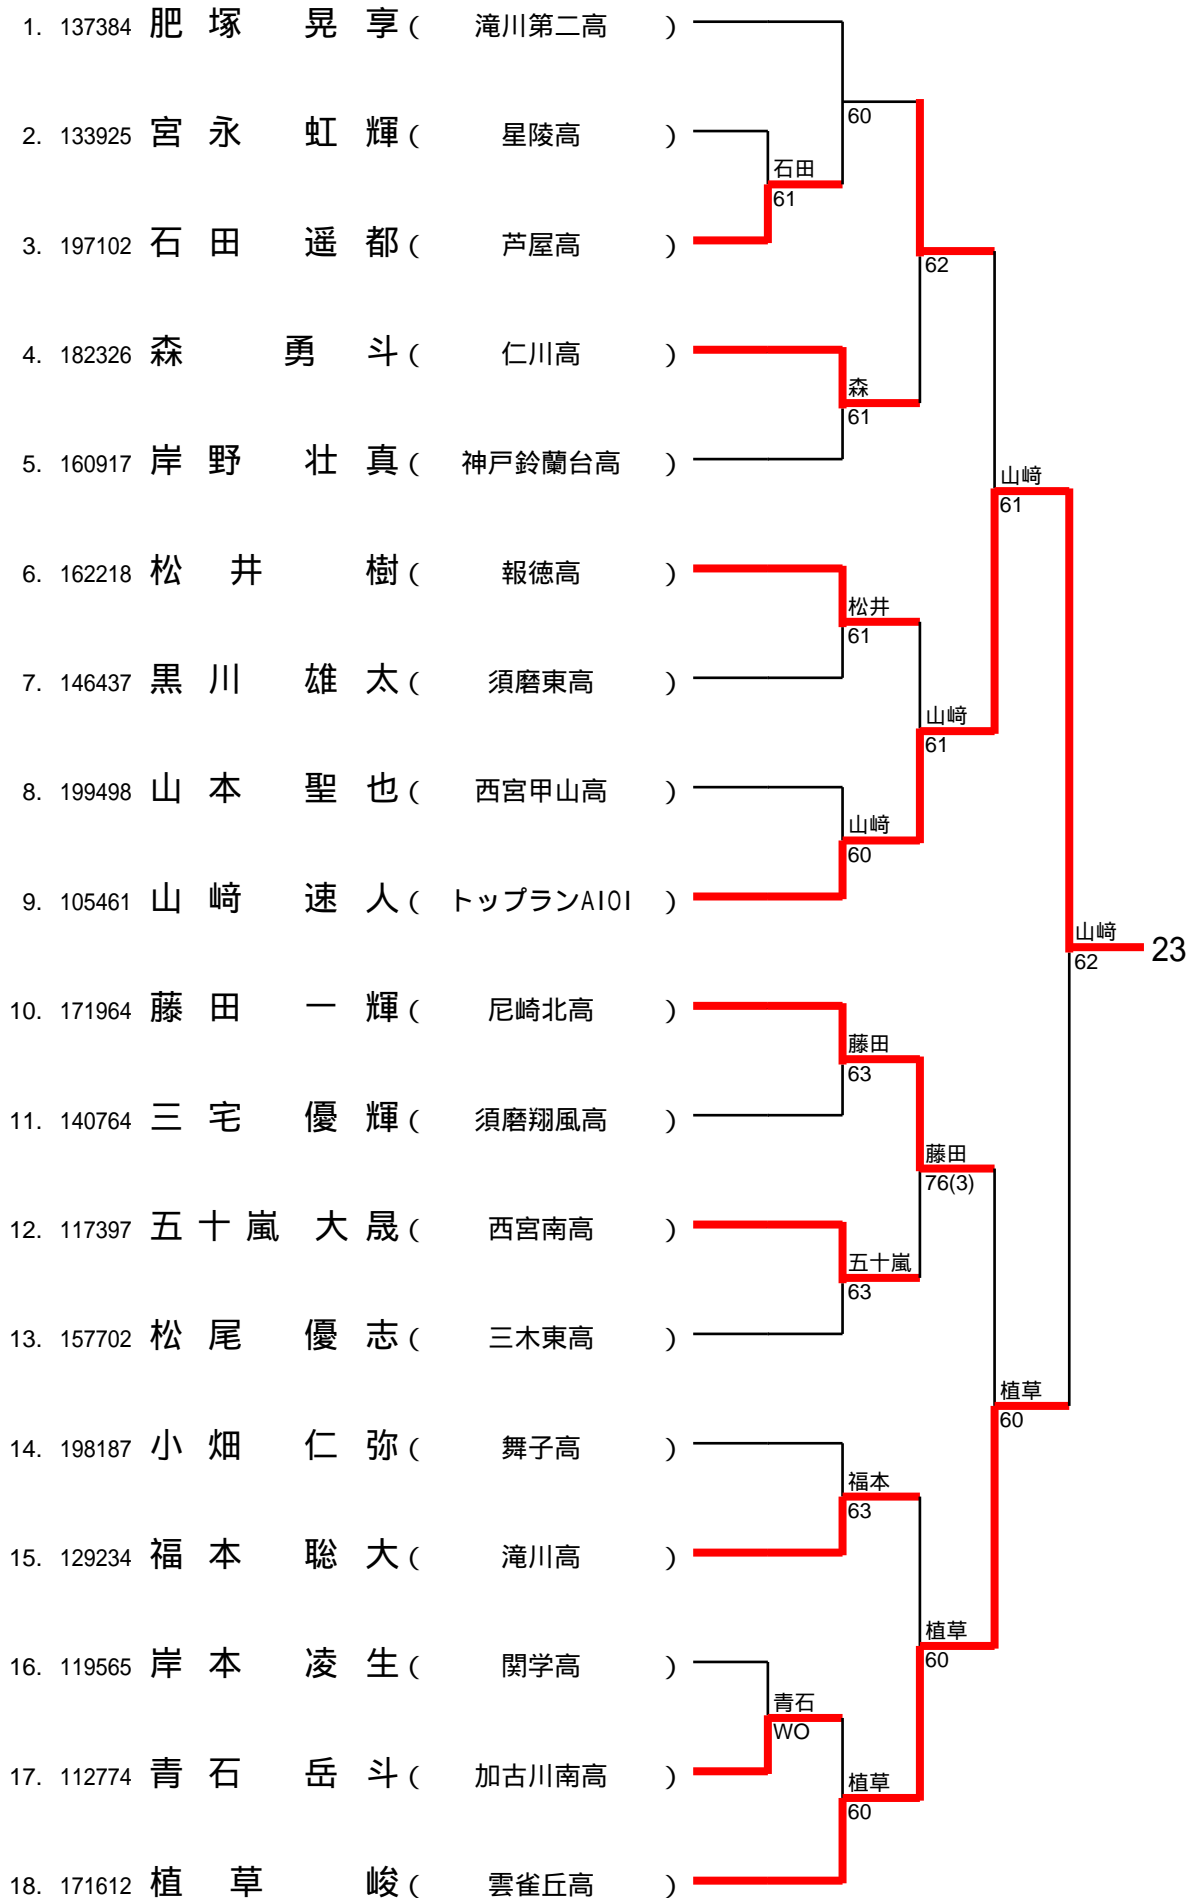 1. 137384 肥塚 晃享 ( 滝川第二高 )
60
2. 133925 宮永 虹輝 ( 星陵高 )
石田
61
3. 197102 石田 遥都 ( 芦屋高 )
62
4. 182326 森 勇斗 ( 仁川高 )
森
61
5. 160917 岸野 壮真 ( 神戸鈴蘭台高 )
山﨑
61
6. 162218 松井 樹 ( 報徳高 )
松井
61
7. 146437 黒川 雄太 ( 須磨東高 )
山﨑
61
8. 199498 山本 聖也 ( 西宮甲山高 )
山﨑
60
9. 105461 山﨑 速人 ( トップランAIOI )
山﨑
62
23
10. 171964 藤田 一輝 ( 尼崎北高 )
藤田
63
11. 140764 三宅 優輝 ( 須磨翔風高 )
藤田
76(3)
12. 117397 五十嵐 大晟 ( 西宮南高 )
五十嵐
63
13. 157702 松尾 優志 ( 三木東高 )
植草
60
14. 198187 小畑 仁弥 ( 舞子高 )
福本
63
15. 129234 福本 聡大 ( 滝川高 )
植草
60
16. 119565 岸本 凌生 ( 関学高 )
青石
WO
17. 112774 青石 岳斗 ( 加古川南高 )
植草
60
18. 171612 植草 峻 ( 雲雀丘高 )